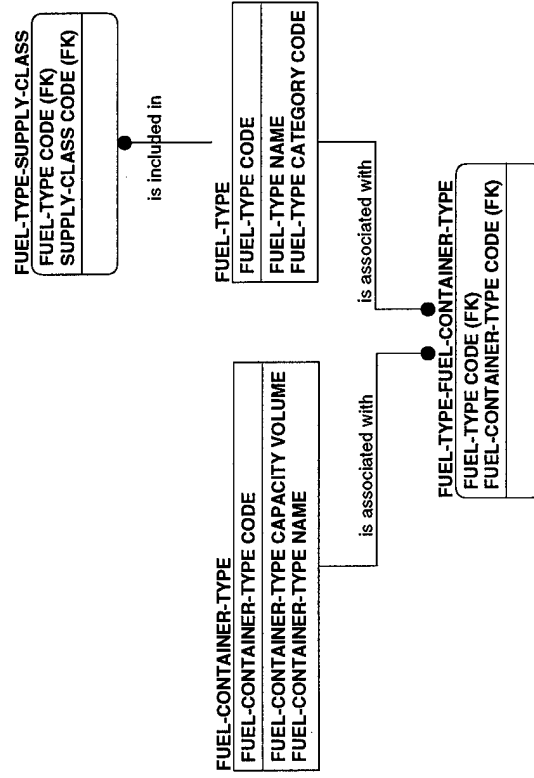 FUEL-TYPE-SUPPLY-CLASS
FUEL-TYPE CODE (FK)
SUPPLY-CLASS CODE (FK)
is included in
FUEL-TYPE
FUEL-TYPE CODE
FUEL-TYPE NAME
FUEL-TYPE CATEGORY CODE
is associated with
FUEL-CONTAINER-TYPE
FUEL-CONTAINER-TYPE CODE
FUEL-CONTAINER-TYPE CAPACITY VOLUME
FUEL-CONTAINER-TYPE NAME
is associated with
FUEL-TYPE-FUEL-CONTAINER-TYPE
FUEL-TYPE CODE (FK)
FUEL-CONTAINER-TYPE CODE (FK)